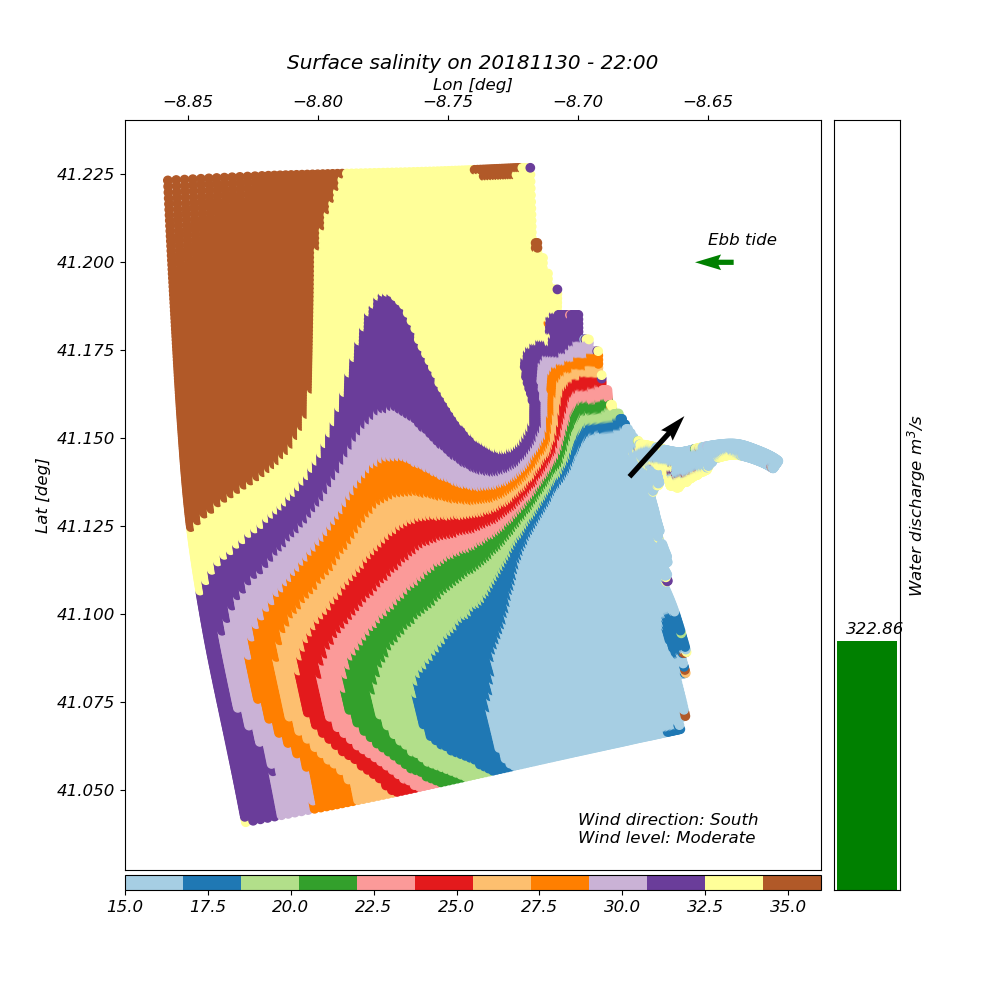 Surface salinity on 20181130 - 22:00
Lon [deg]
−8.85 −8.80 −8.75 −8.70 −8.65
41.225
41.200
41.175
41.150
41.125
41.100
41.075
41.050
Lat [deg]
Ebb tide
Wind direction: South
Wind level: Moderate
15.0 17.5 20.0 22.5 25.0 27.5 30.0 32.5 35.0
322.86
Water discharge m³/s